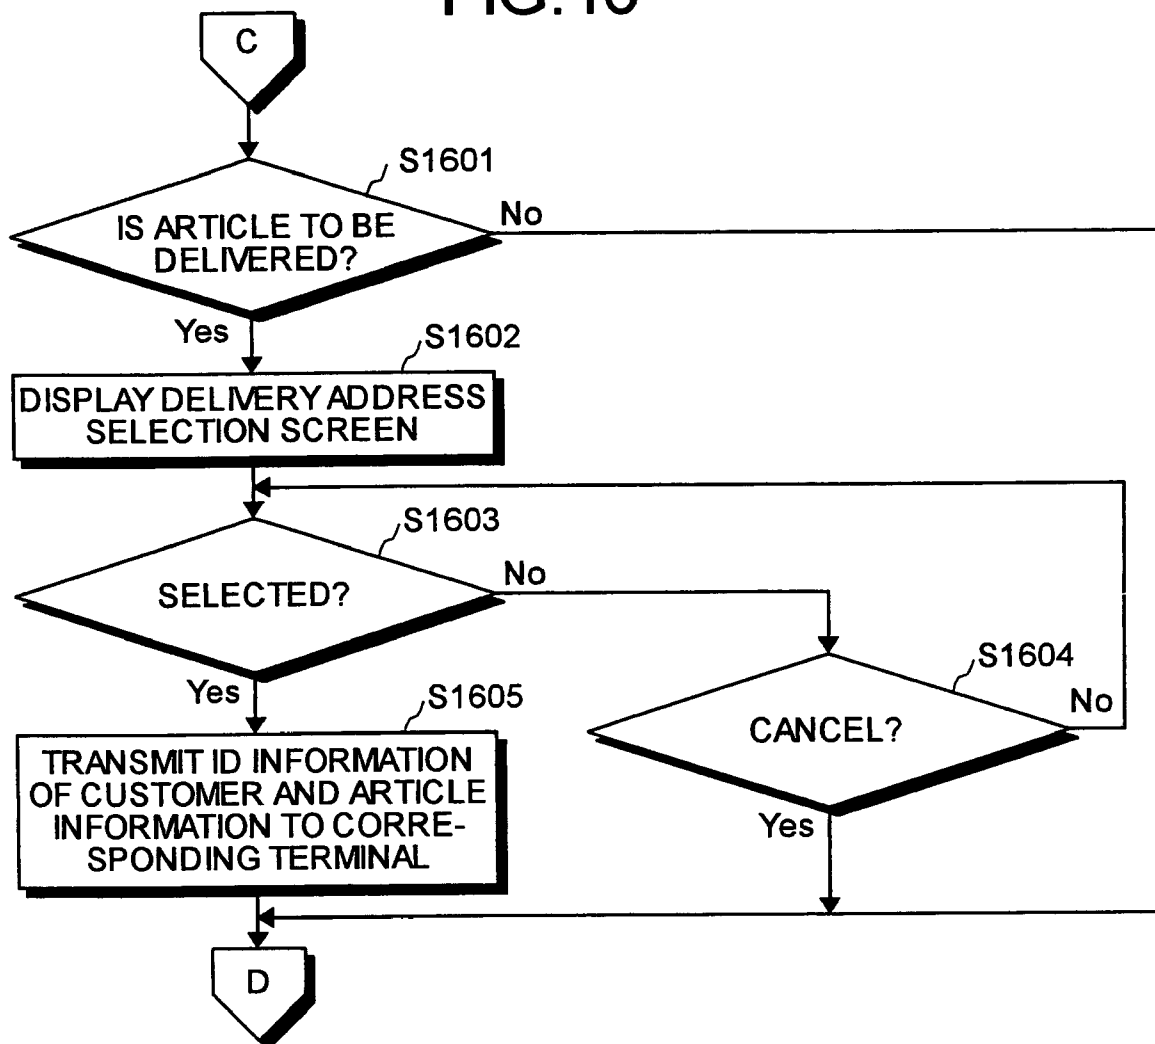 FIG.16
C
S1601
IS ARTICLE TO BE
DELIVERED?
No
Yes
S1602
DISPLAY DELIVERY ADDRESS
SELECTION SCREEN
S1603
SELECTED?
No
Yes
S1604
CANCEL?
No
Yes
S1605
TRANSMIT ID INFORMATION
OF CUSTOMER AND ARTICLE
INFORMATION TO CORRE-
SPONDING TERMINAL
D